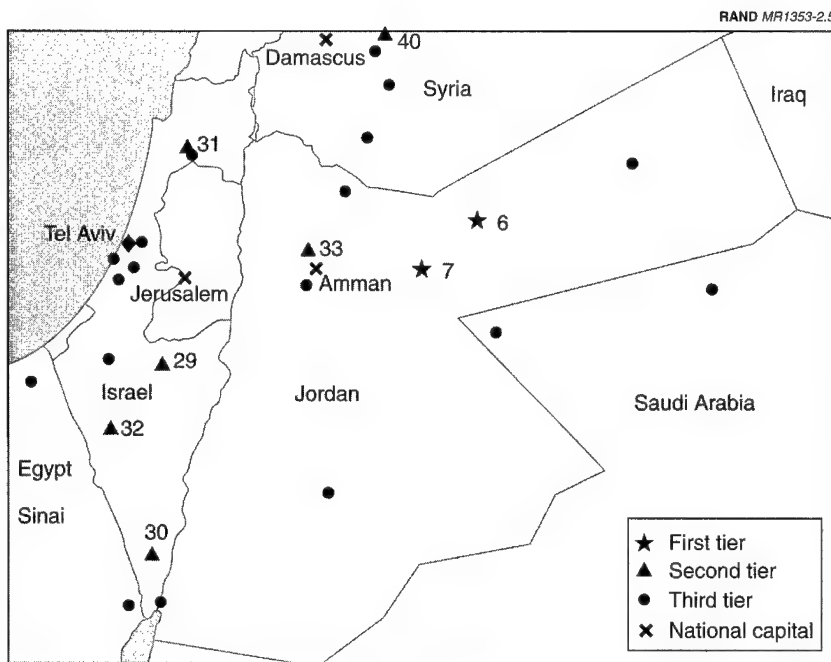 RAND MR1353-2.5
40
Damascus
Syria
Iraq
31
6
Tel Aviv
33
7
Jerusalem
Amman
29
Israel
Jordan
Saudi Arabia
32
Egypt
Sinai
30
First tier
Second tier
Third tier
National capital